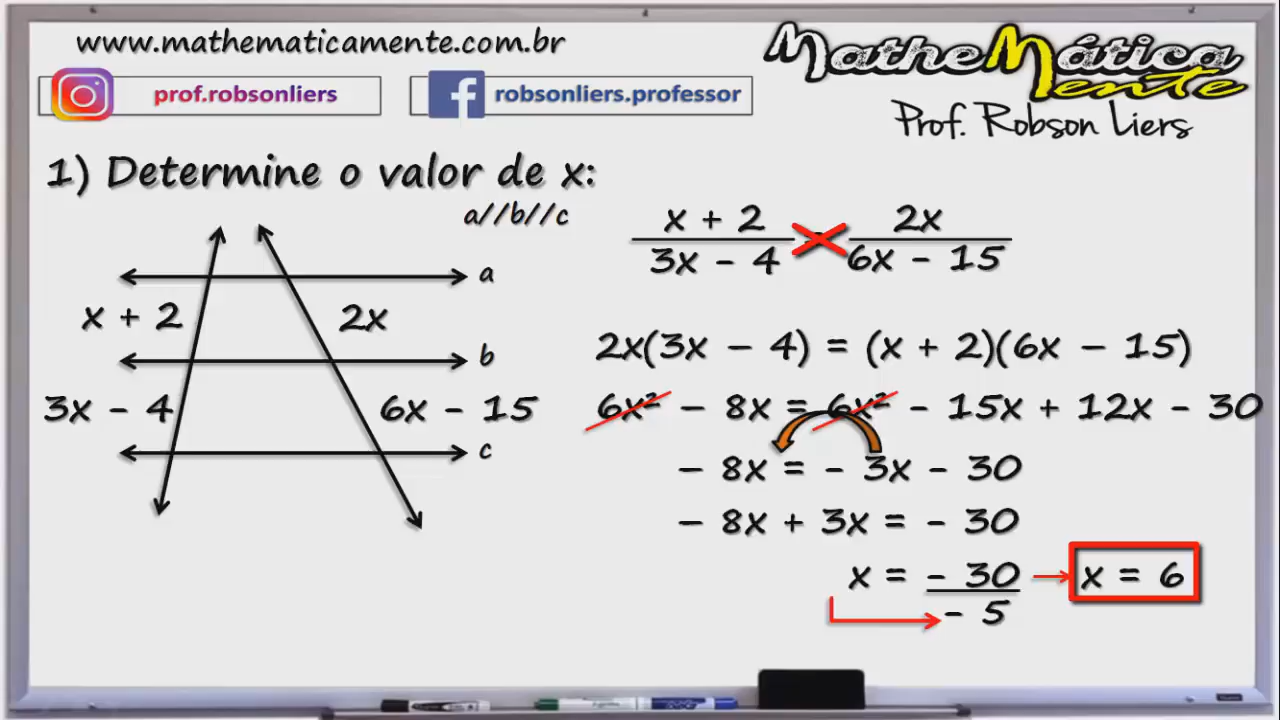 www.mathematicamente.com.br
prof.robsonliers
robsonliers.professor
MatheMática
Mente
Prof. Robson Liers
1) Determine o valor de x:
a//b//c
a
x + 2
2x
b
3x - 4
6x - 15
c
x + 2 = 2x
3x - 4 6x - 15
2x(3x - 4) = (x + 2)(6x - 15)
6x² - 8x = 6x² - 15x + 12x - 30
- 8x = - 3x - 30
- 8x + 3x = - 30
x = - 30
- 5
x = 6